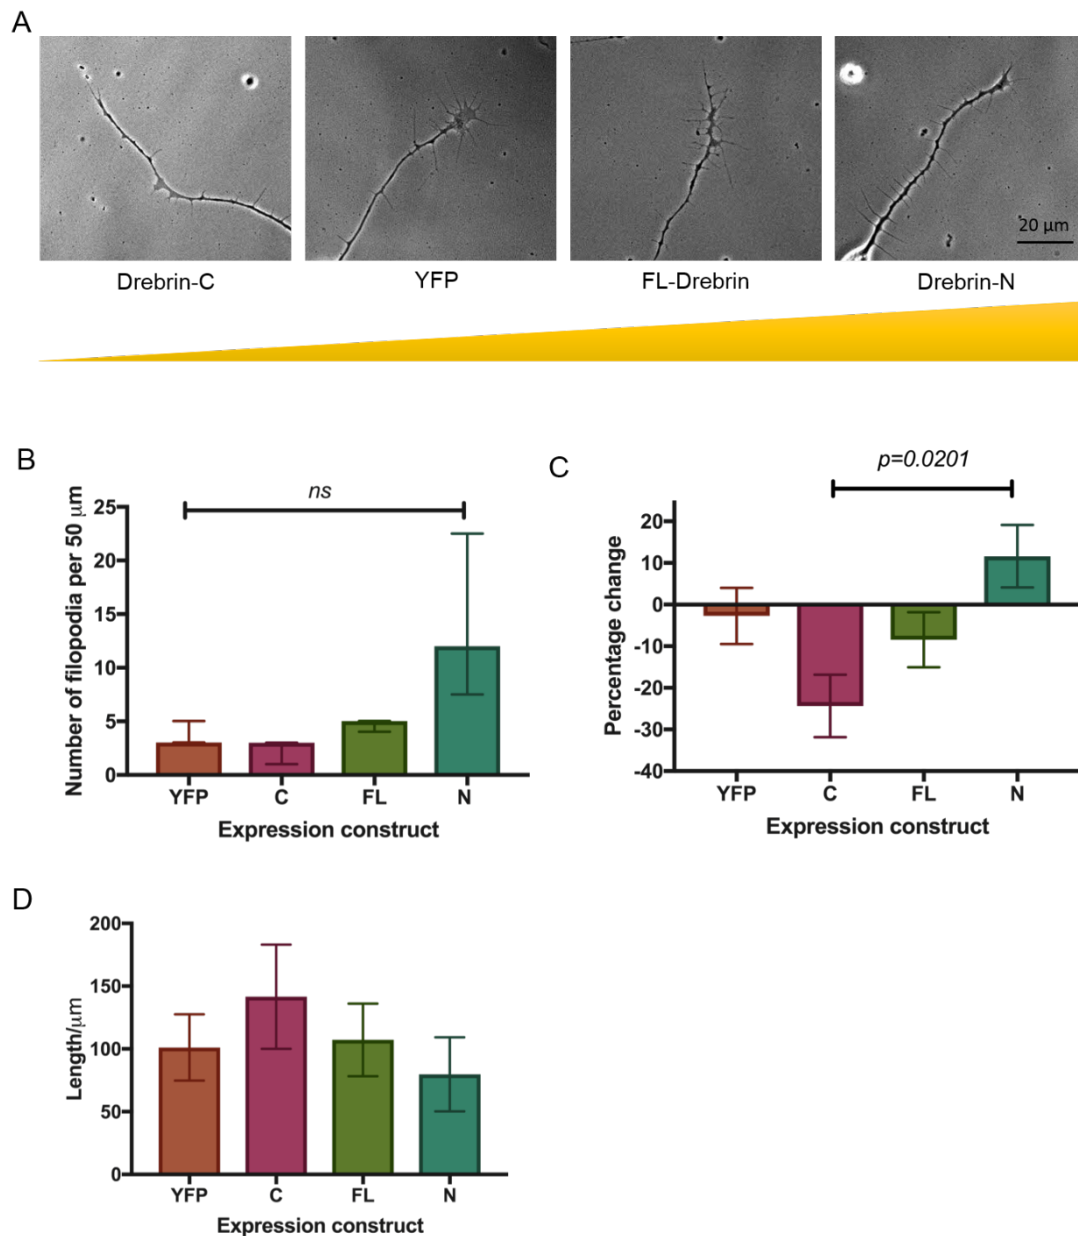 A
20 µm
Drebrin-C
YFP
FL-Drebrin
Drebrin-N
B
Number of filopodia per 50 µm
25
20
15
10
5
0
ns
YFP
C
FL
N
Expression construct
C
Percentage change
20
10
0
-10
-20
-30
-40
p=0.0201
YFP
C
FL
N
Expression construct
D
Length/µm
200
150
100
50
0
YFP
C
FL
N
Expression construct